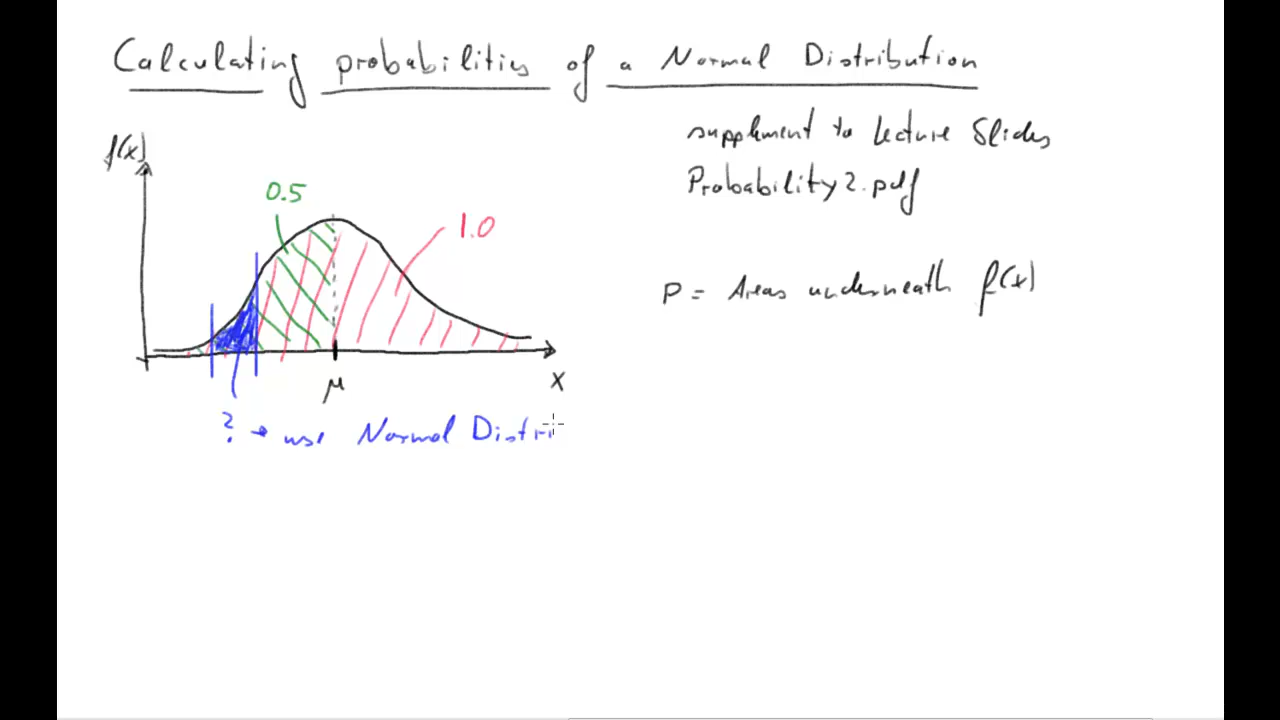 Calculating probabilities of a Normal Distribution
supplement to Lecture Slides
Probability2.pdf
f(x)
0.5
1.0
P = Areas underneath f(x)
μ
x
? → use Normal Distri